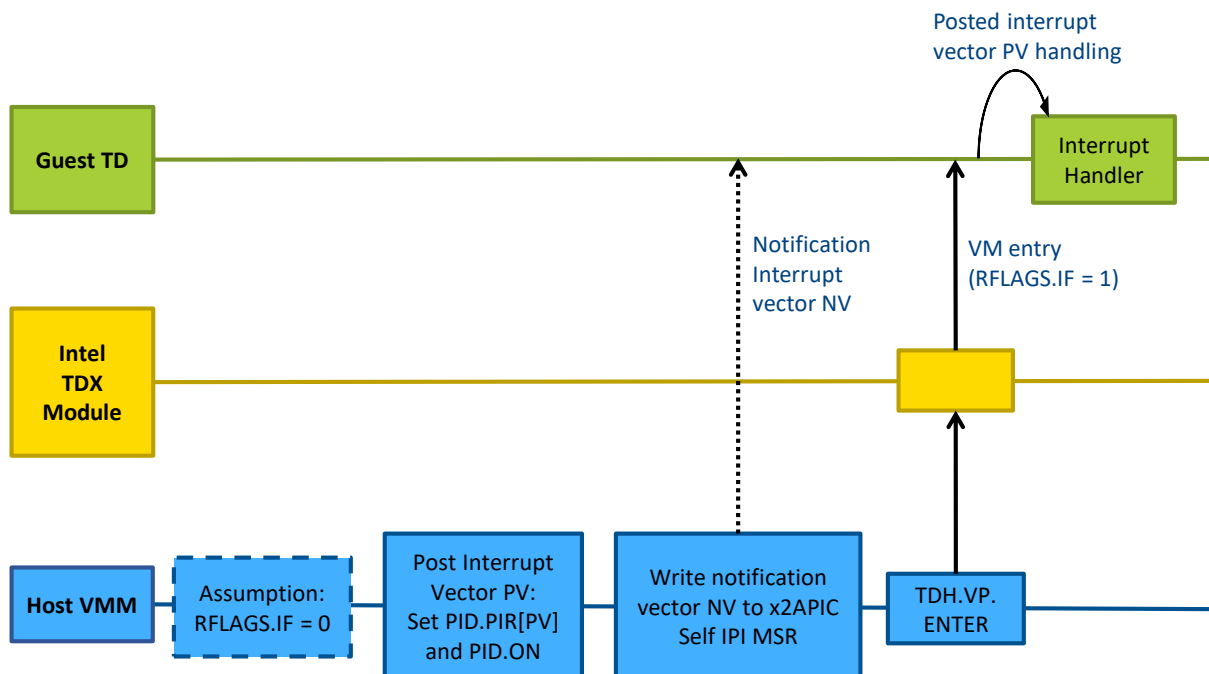 Posted interrupt
vector PV handling
Guest TD
Interrupt
Handler
Notification
Interrupt
vector NV
VM entry
(RFLAGS.IF = 1)
Intel
TDX
Module
Host VMM
Assumption:
RFLAGS.IF = 0
Post Interrupt
Vector PV:
Set PID.PIR[PV]
and PID.ON
Write notification
vector NV to x2APIC
Self IPI MSR
TDH.VP.
ENTER